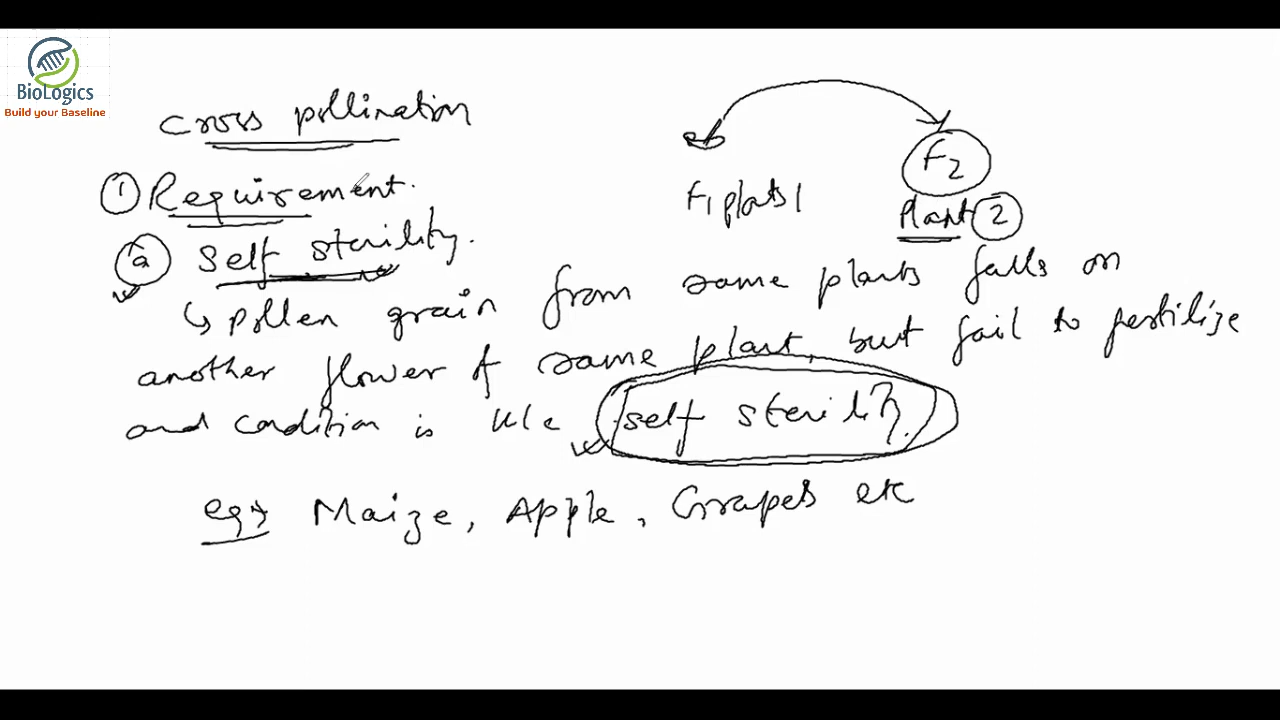 BioLogics
Build your Baseline
Cross pollination
① Requirement.
ⓐ Self sterility.
F1 plats 1
F2
Plant ②
↳ pollen grain from same plants falls on
another flower of same plant, but fail to fertilize
and condition is k/c self sterility.
eg → Maize, Apple, Grapes etc